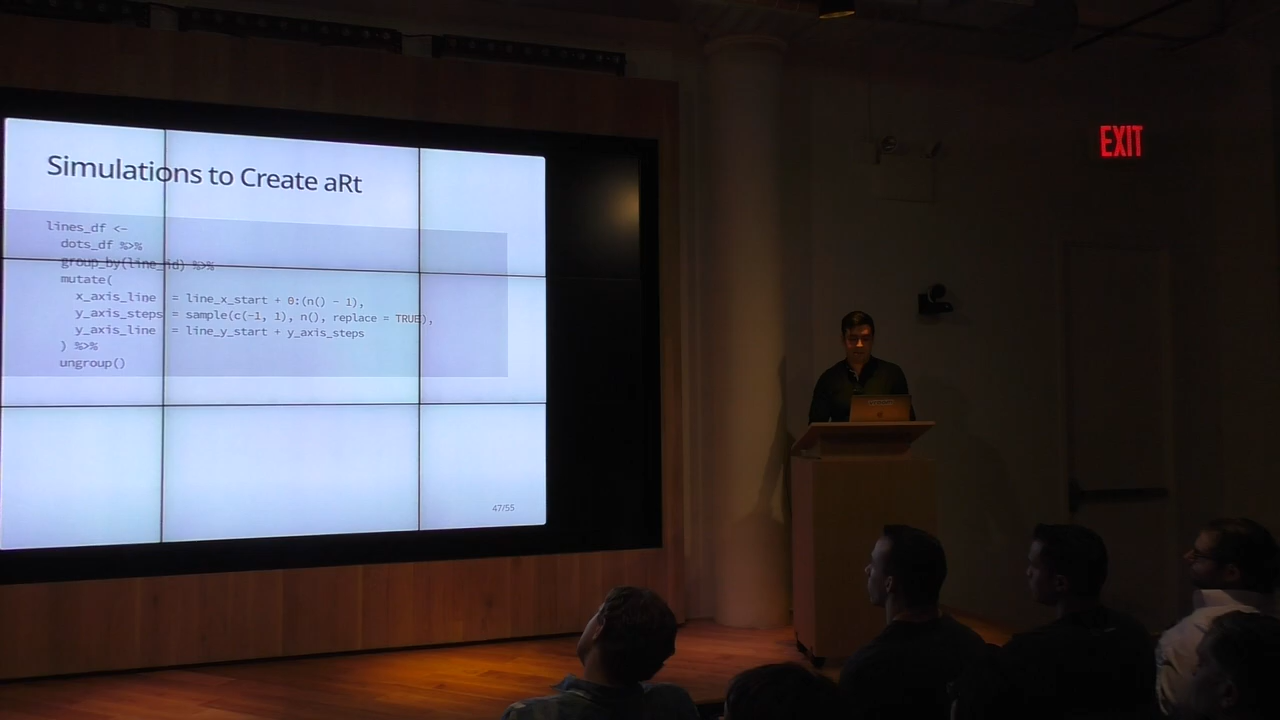 Simulations to Create aRt
lines_df <-
dots_df %>%
group_by(line_id) %>%
mutate(
x_axis_line = line_x_start + 0:(n() - 1),
y_axis_steps = sample(c(-1, 1), n(), replace = TRUE),
y_axis_line = line_y_start + y_axis_steps
) %>%
ungroup()
47/55
EXIT